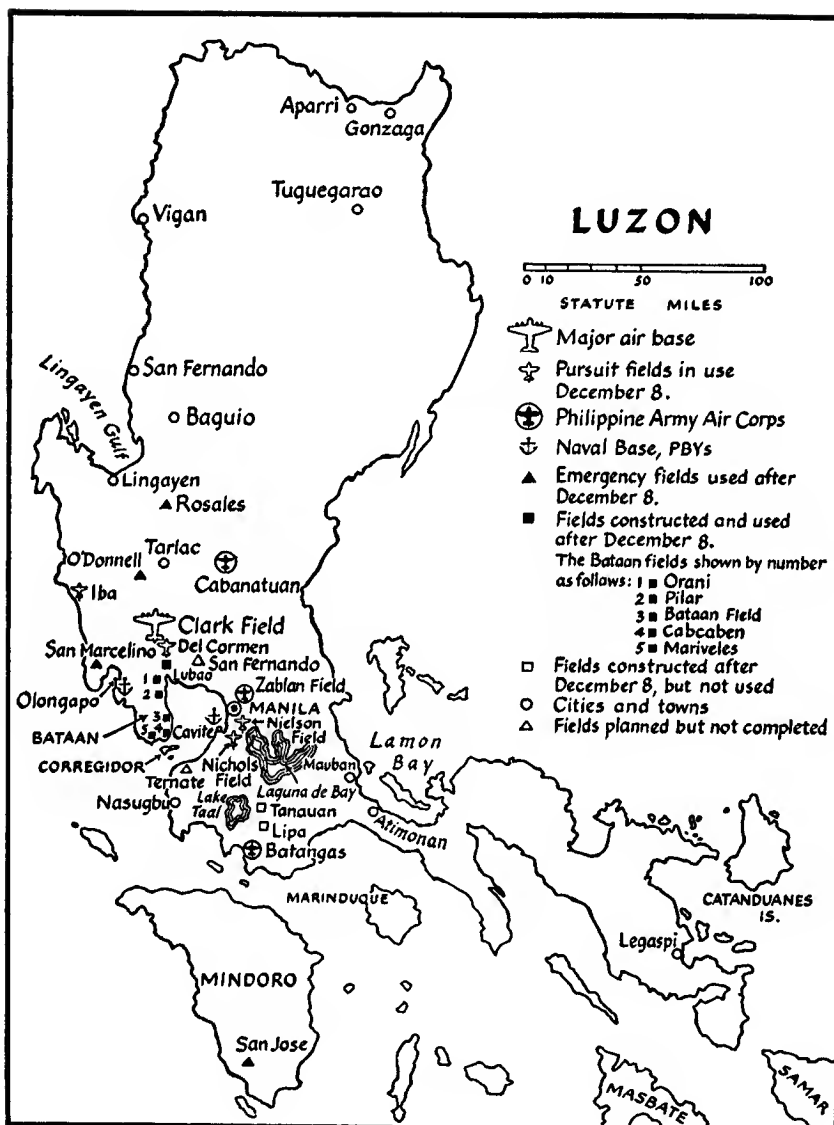 Aparri
Gonzaga
Tuguegarao
Vigan
LUZON
0 10 50 100
STATUTE MILES
Major air base
Pursuit fields in use
December 8.
Philippine Army Air Corps
Naval Base, PBYs
Emergency fields used after
December 8.
Fields constructed and used
after December 8.
The Bataan fields shown by number
as follows: 1 Orani
2 Pilar
3 Bataan Field
4 Cabcaben
5 Mariveles
Fields constructed after
December 8, but not used
Cities and towns
Fields planned but not completed
San Fernando
Lingayen Gulf
Baguio
Lingayen
Rosales
O'Donnell
Tarlac
Cabanatuan
Iba
Clark Field
San Marcelino
Del Cormen
San Fernando
1 Lubao
2
Olongapo
Zablan Field
MANILA
BATAAN
3
4
5
Cavite
Nielson
Field
CORREGIDOR
Nichols
Field
Ternate
Mauban
Lamon
Bay
Laguna de Bay
Nasugbu
Lake
Taal
Tanauan
Lipa
Atimonan
Batangas
MARINDUQUE
CATANDUANES
IS.
Legaspi
MINDORO
San Jose
MASBATE
SAMAR